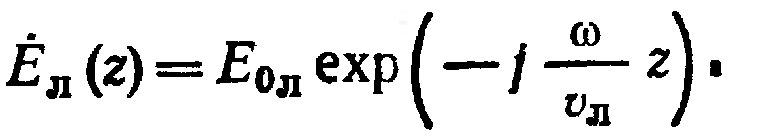 Ė_л (z) = E_0л exp(−j ω/v_л z).